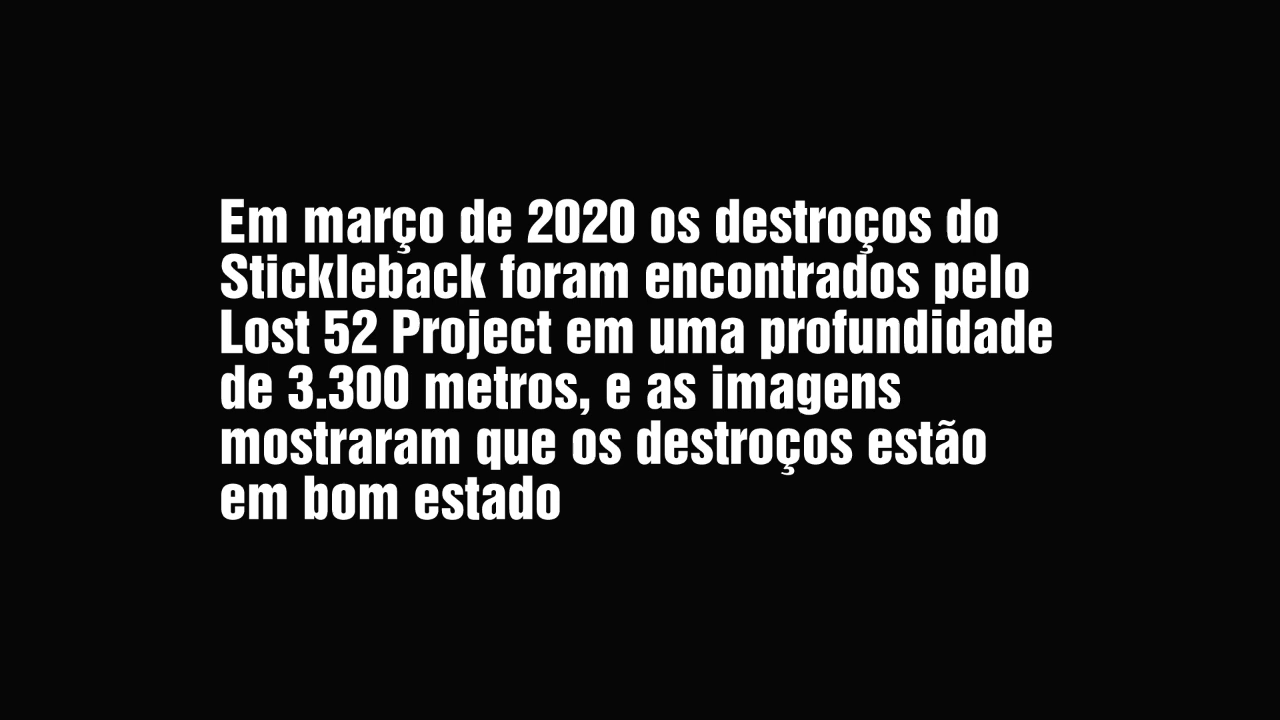 Em março de 2020 os destroços do
Stickleback foram encontrados pelo
Lost 52 Project em uma profundidade
de 3.300 metros, e as imagens
mostraram que os destroços estão
em bom estado